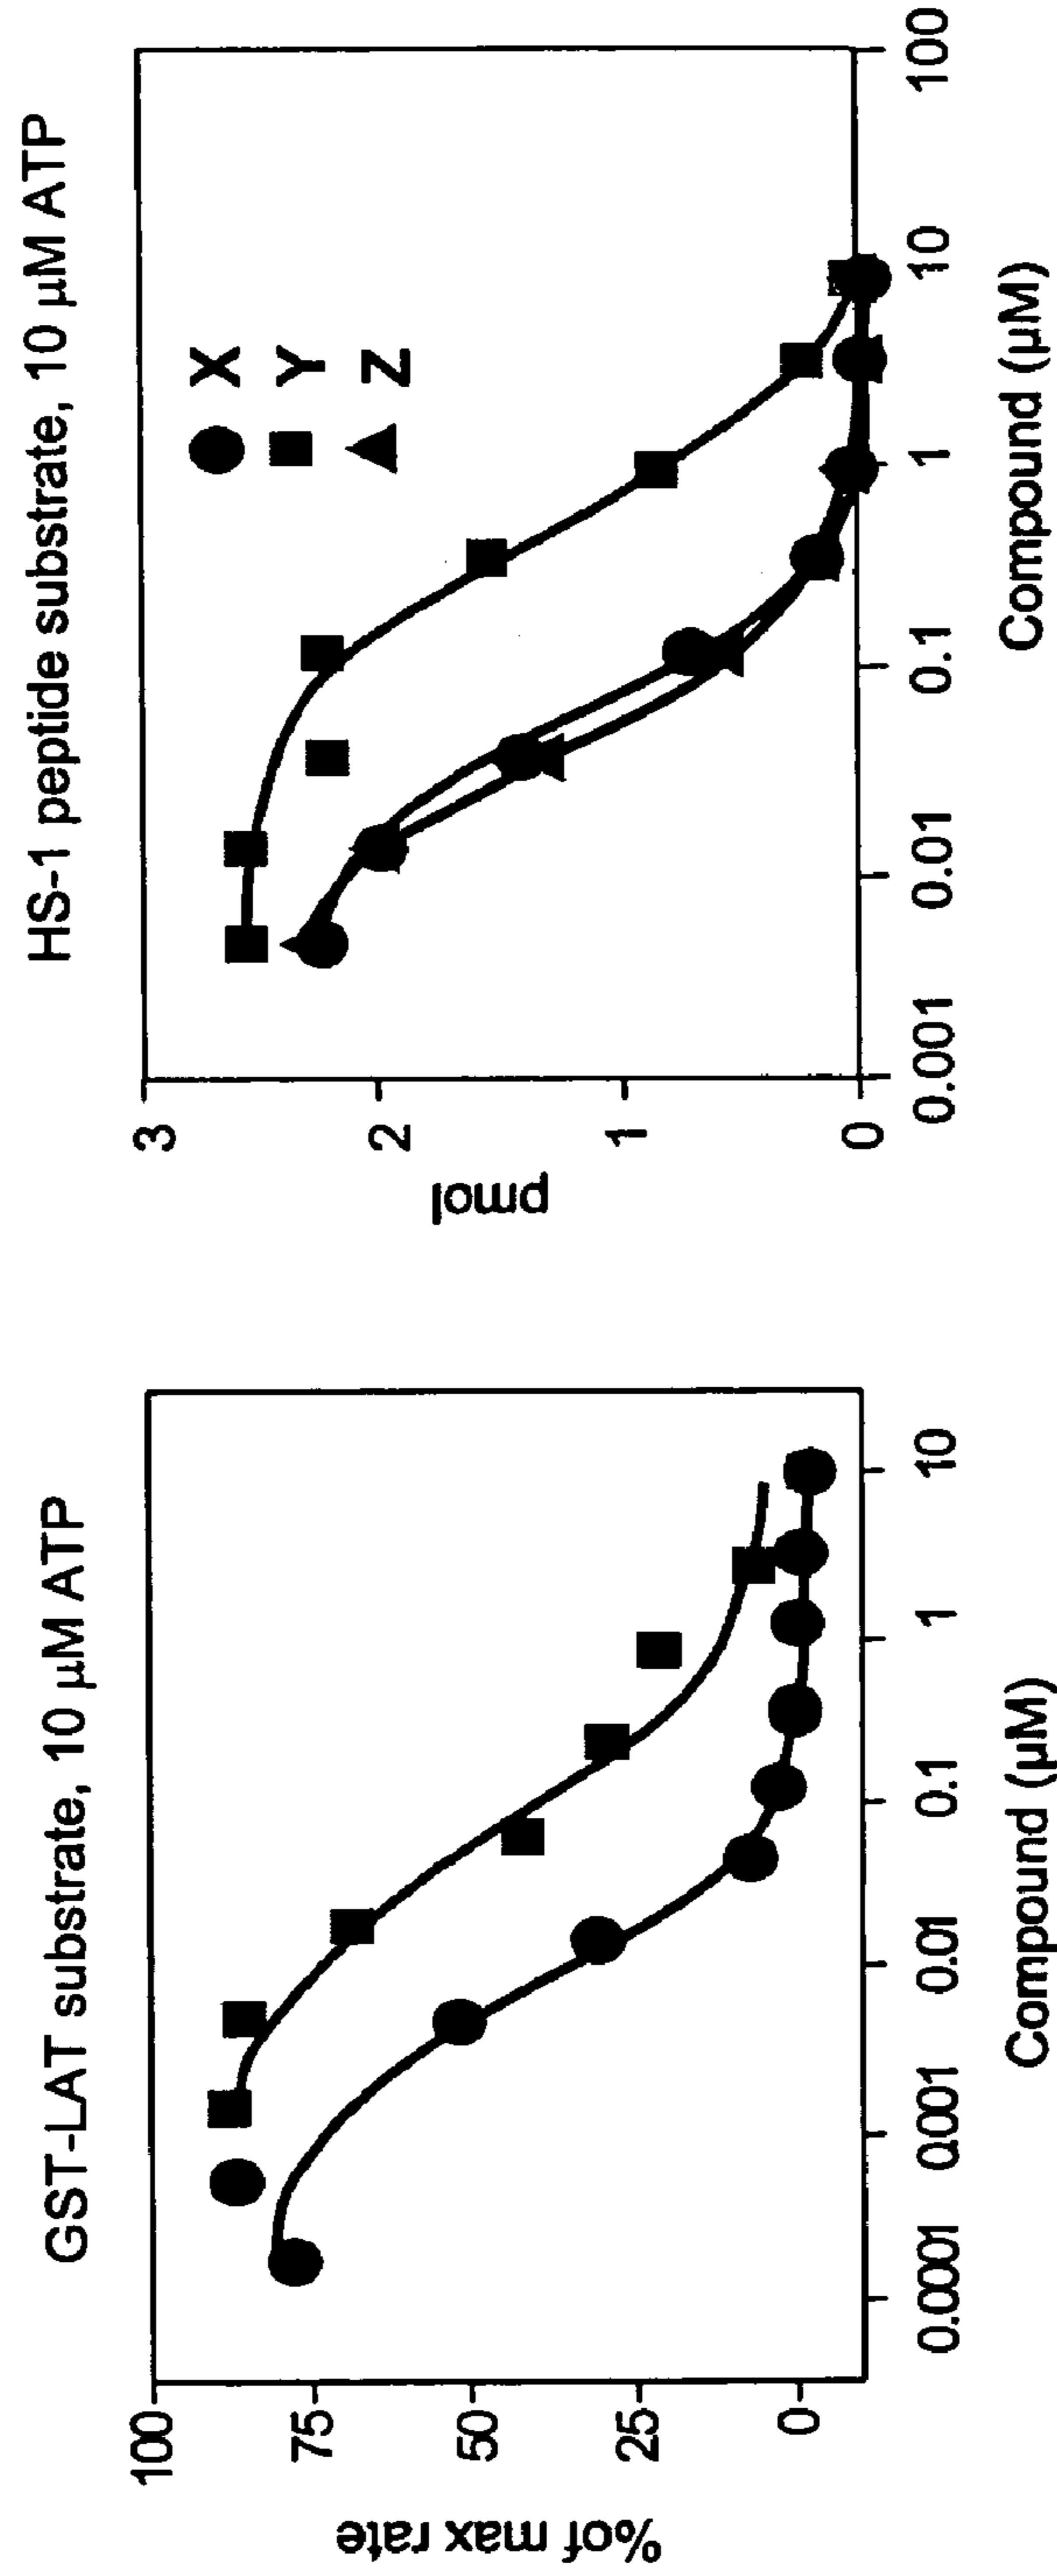 GST-LAT substrate, 10 µM ATP
% of max rate
100
75
50
25
0
0.0001
0.001
0.01
0.1
1
10
Compound (µM)
HS-1 peptide substrate, 10 µM ATP
X
Y
Z
pmol
3
2
1
0
0.001
0.01
0.1
1
10
100
Compound (µM)